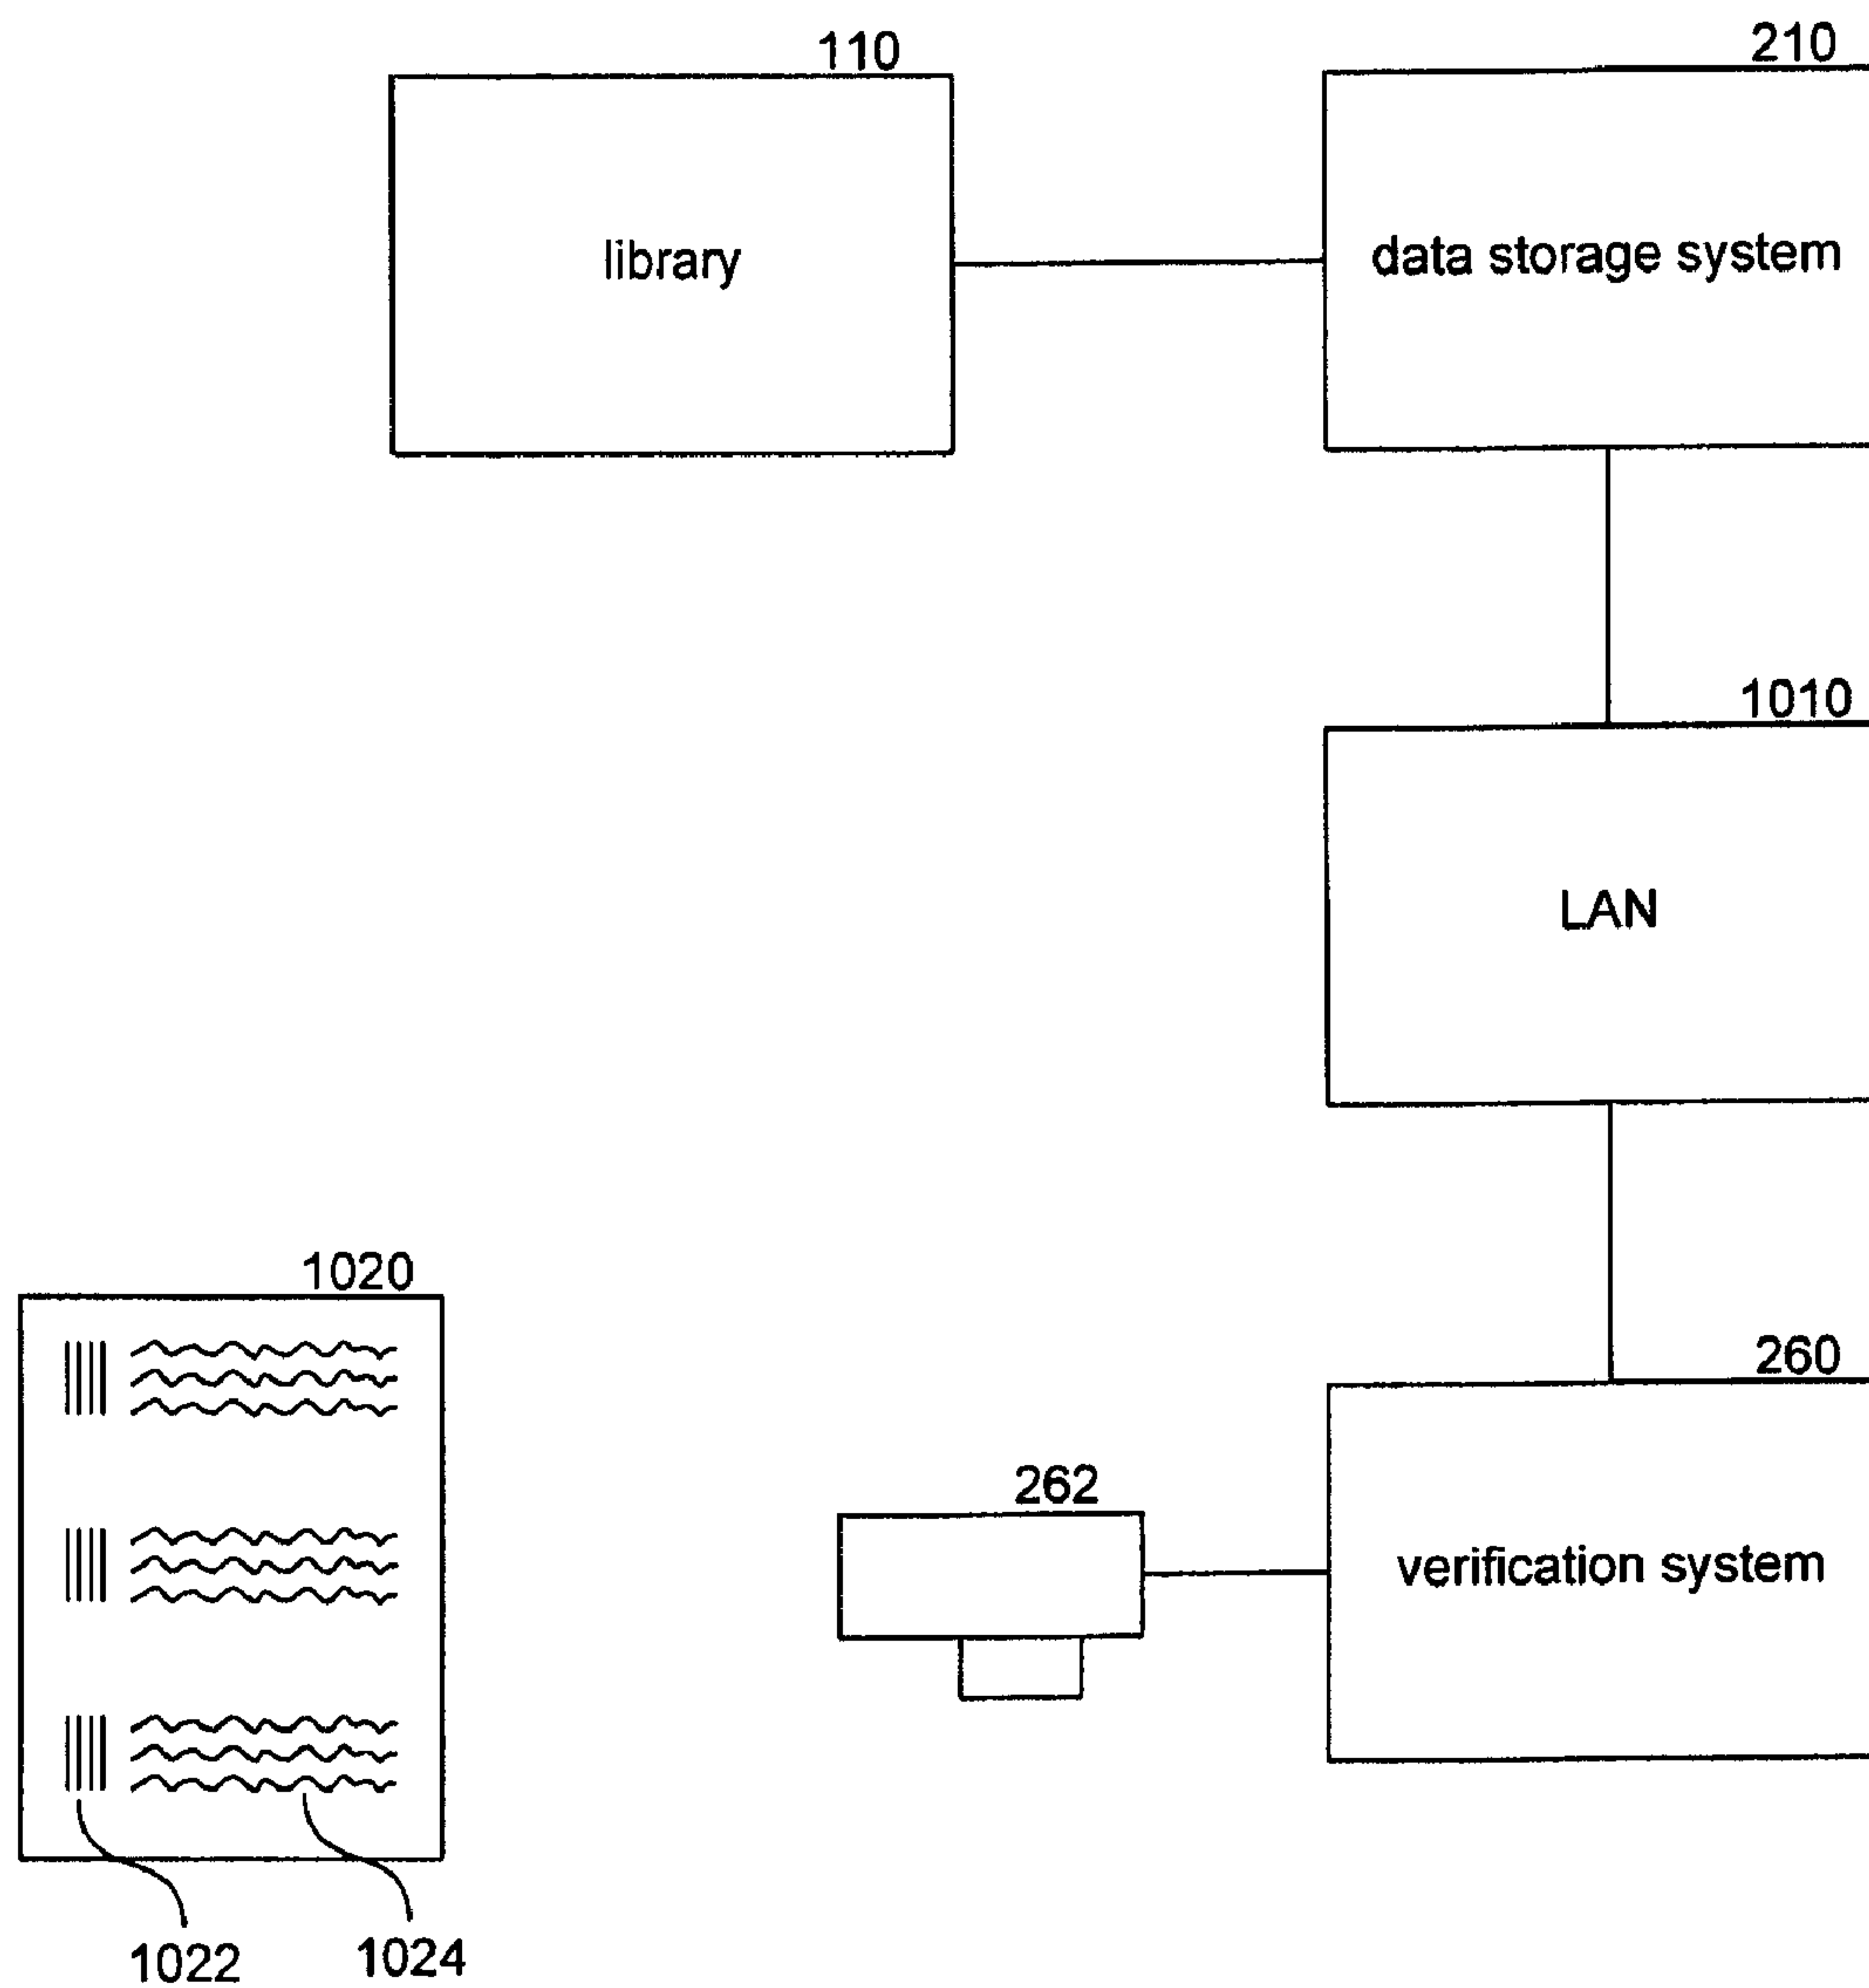 110
210
library
data storage system
1010
LAN
1020
260
262
verification system
1022
1024